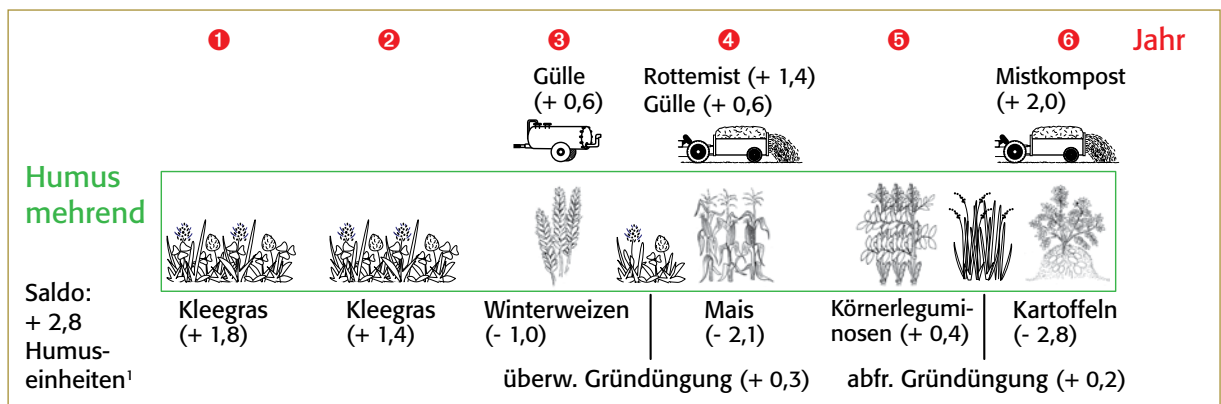 ❶ ❷ ❸ ❹ ❺ ❻ Jahr
Gülle
(+ 0,6)
Rottemist (+ 1,4)
Gülle (+ 0,6)
Mistkompost
(+ 2,0)
Humus
mehrend
Saldo:
+ 2,8
Humus-
einheiten¹
Kleegras
(+ 1,8)
Kleegras
(+ 1,4)
Winterweizen
(- 1,0)
Mais
(- 2,1)
Körnerlegumi-
nosen (+ 0,4)
Kartoffeln
(- 2,8)
überw. Gründüngung (+ 0,3)
abfr. Gründüngung (+ 0,2)